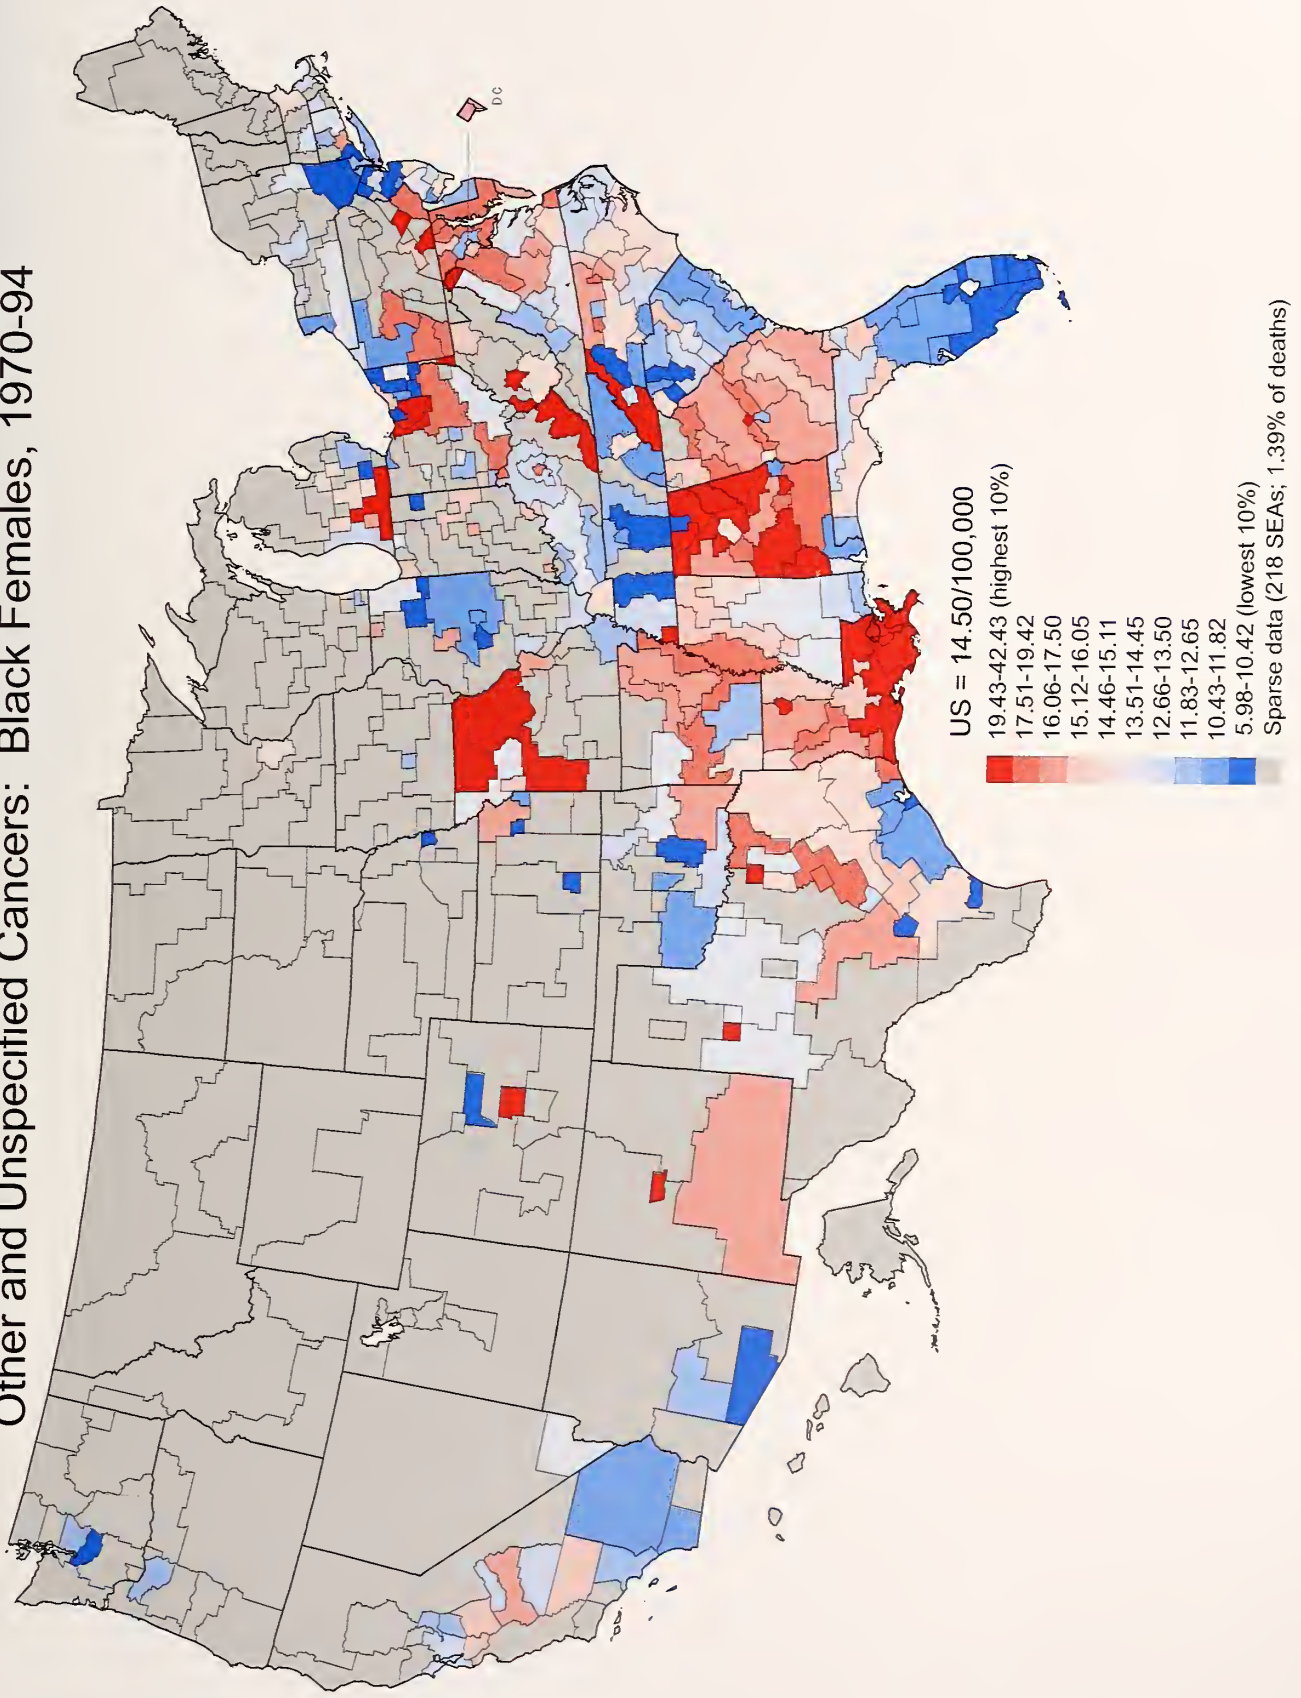 Other and Unspecified Cancers: Black Females, 1970-94
DC
US = 14.50/100,000
19.43-42.43 (highest 10%)
17.51-19.42
16.06-17.50
15.12-16.05
14.46-15.11
13.51-14.45
12.66-13.50
11.83-12.65
10.43-11.82
5.98-10.42 (lowest 10%)
Sparse data (218 SEAs; 1.39% of deaths)